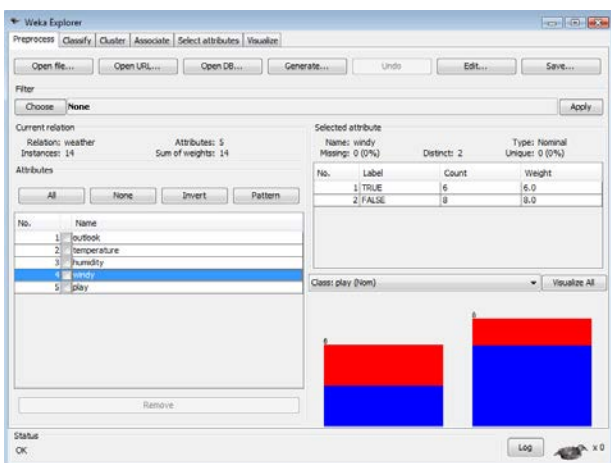 Weka Explorer
Preprocess Classify Cluster Associate Select attributes Visualize
Open file... Open URL... Open DB... Generate... Undo Edit... Save...
Filter
Choose None Apply
Current relation
Relation: weather Attributes: 5
Instances: 14 Sum of weights: 14
Selected attribute
Name: windy Type: Nominal
Missing: 0 (0%) Distinct: 2 Unique: 0 (0%)
No. Label Count Weight
1 TRUE 6 6.0
2 FALSE 8 8.0
Attributes
All None Invert Pattern
No. Name
1 outlook
2 temperature
3 humidity
4 windy
5 play
Remove
Class: play (Nom) Visualize All
6
8
Status
OK
Log x 0